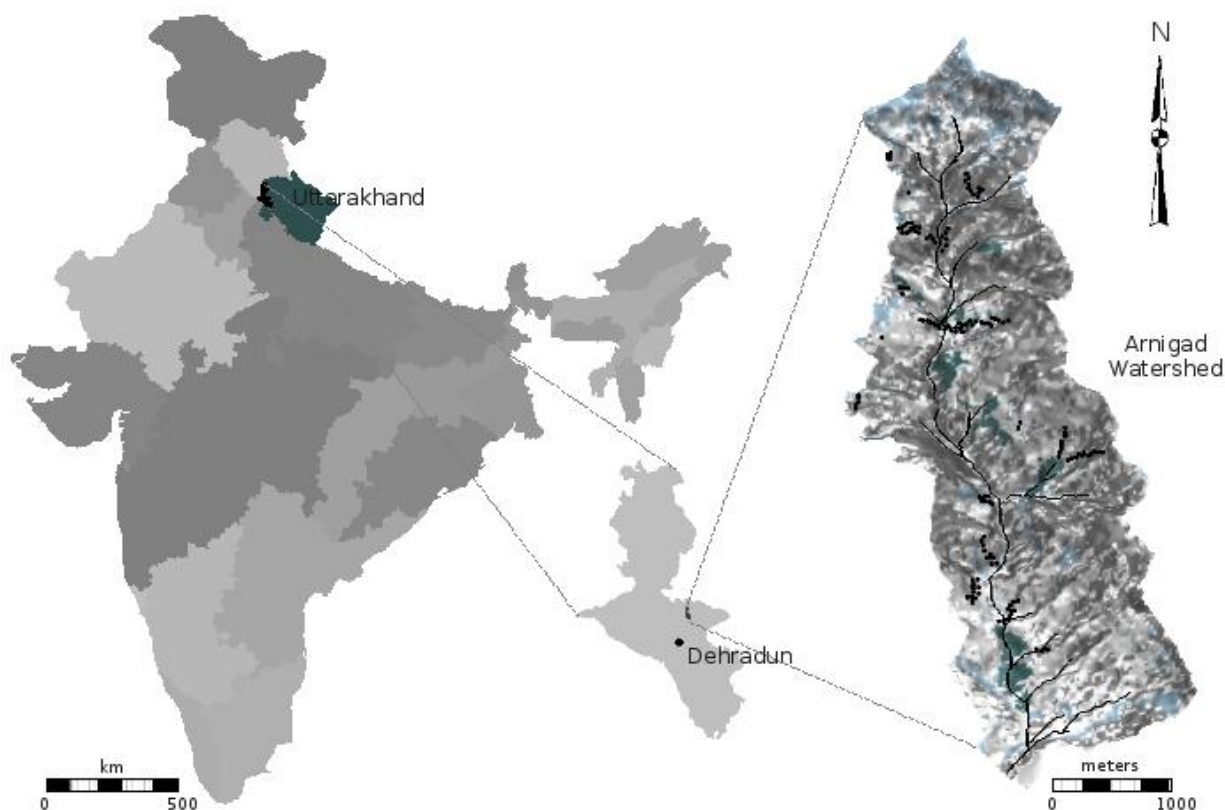 N
Uttarakhand
Arnigad
Watershed
Dehradun
km
0 500
meters
0 1000